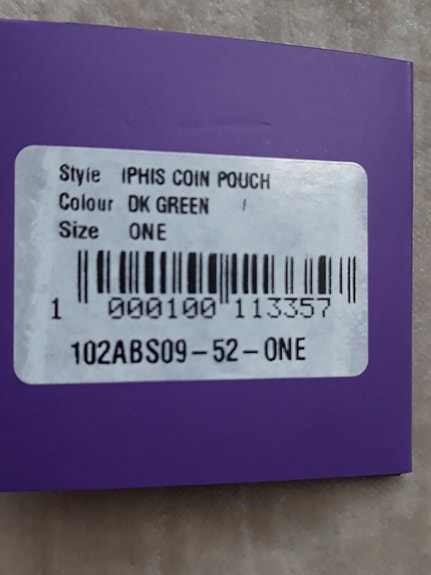 Style IPHIS COIN POUCH
Colour DK GREEN /
Size ONE
1 000100 113357
102ABS09-52-ONE